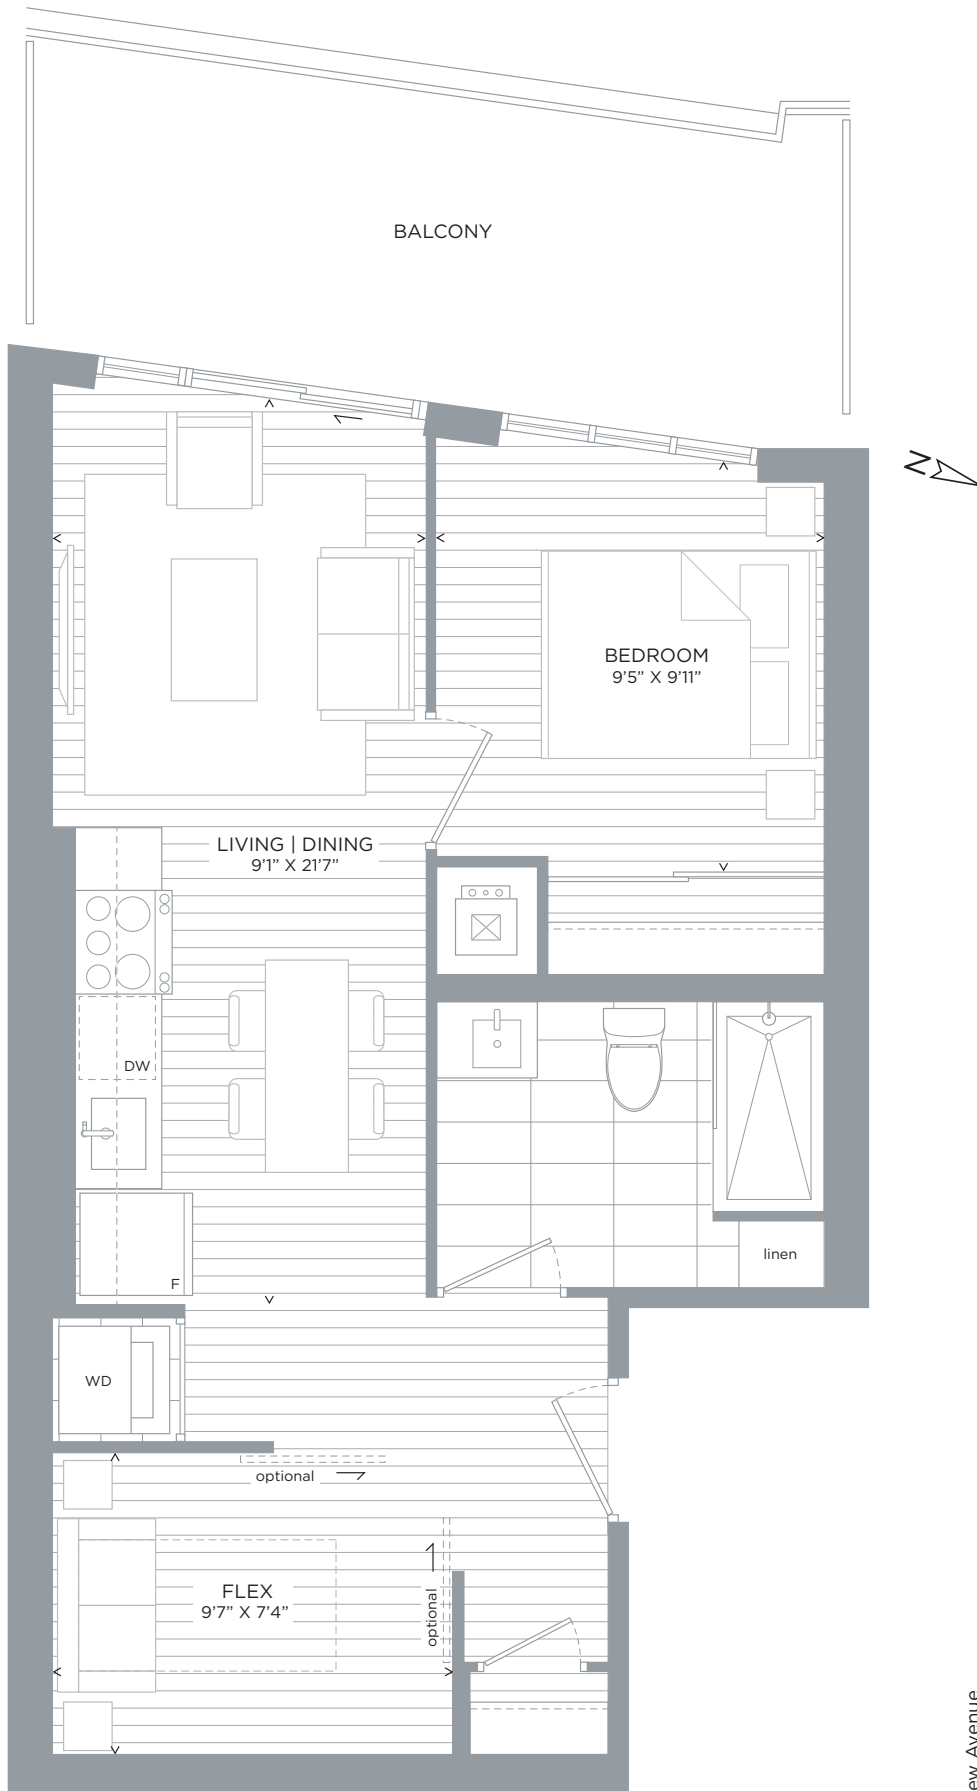 BALCONY
N
BEDROOM
9'5” X 9'11”
LIVING | DINING
9'1” X 21'7”
DW
F
linen
WD
optional
FLEX
9'7” X 7'4”
optional
Avenue